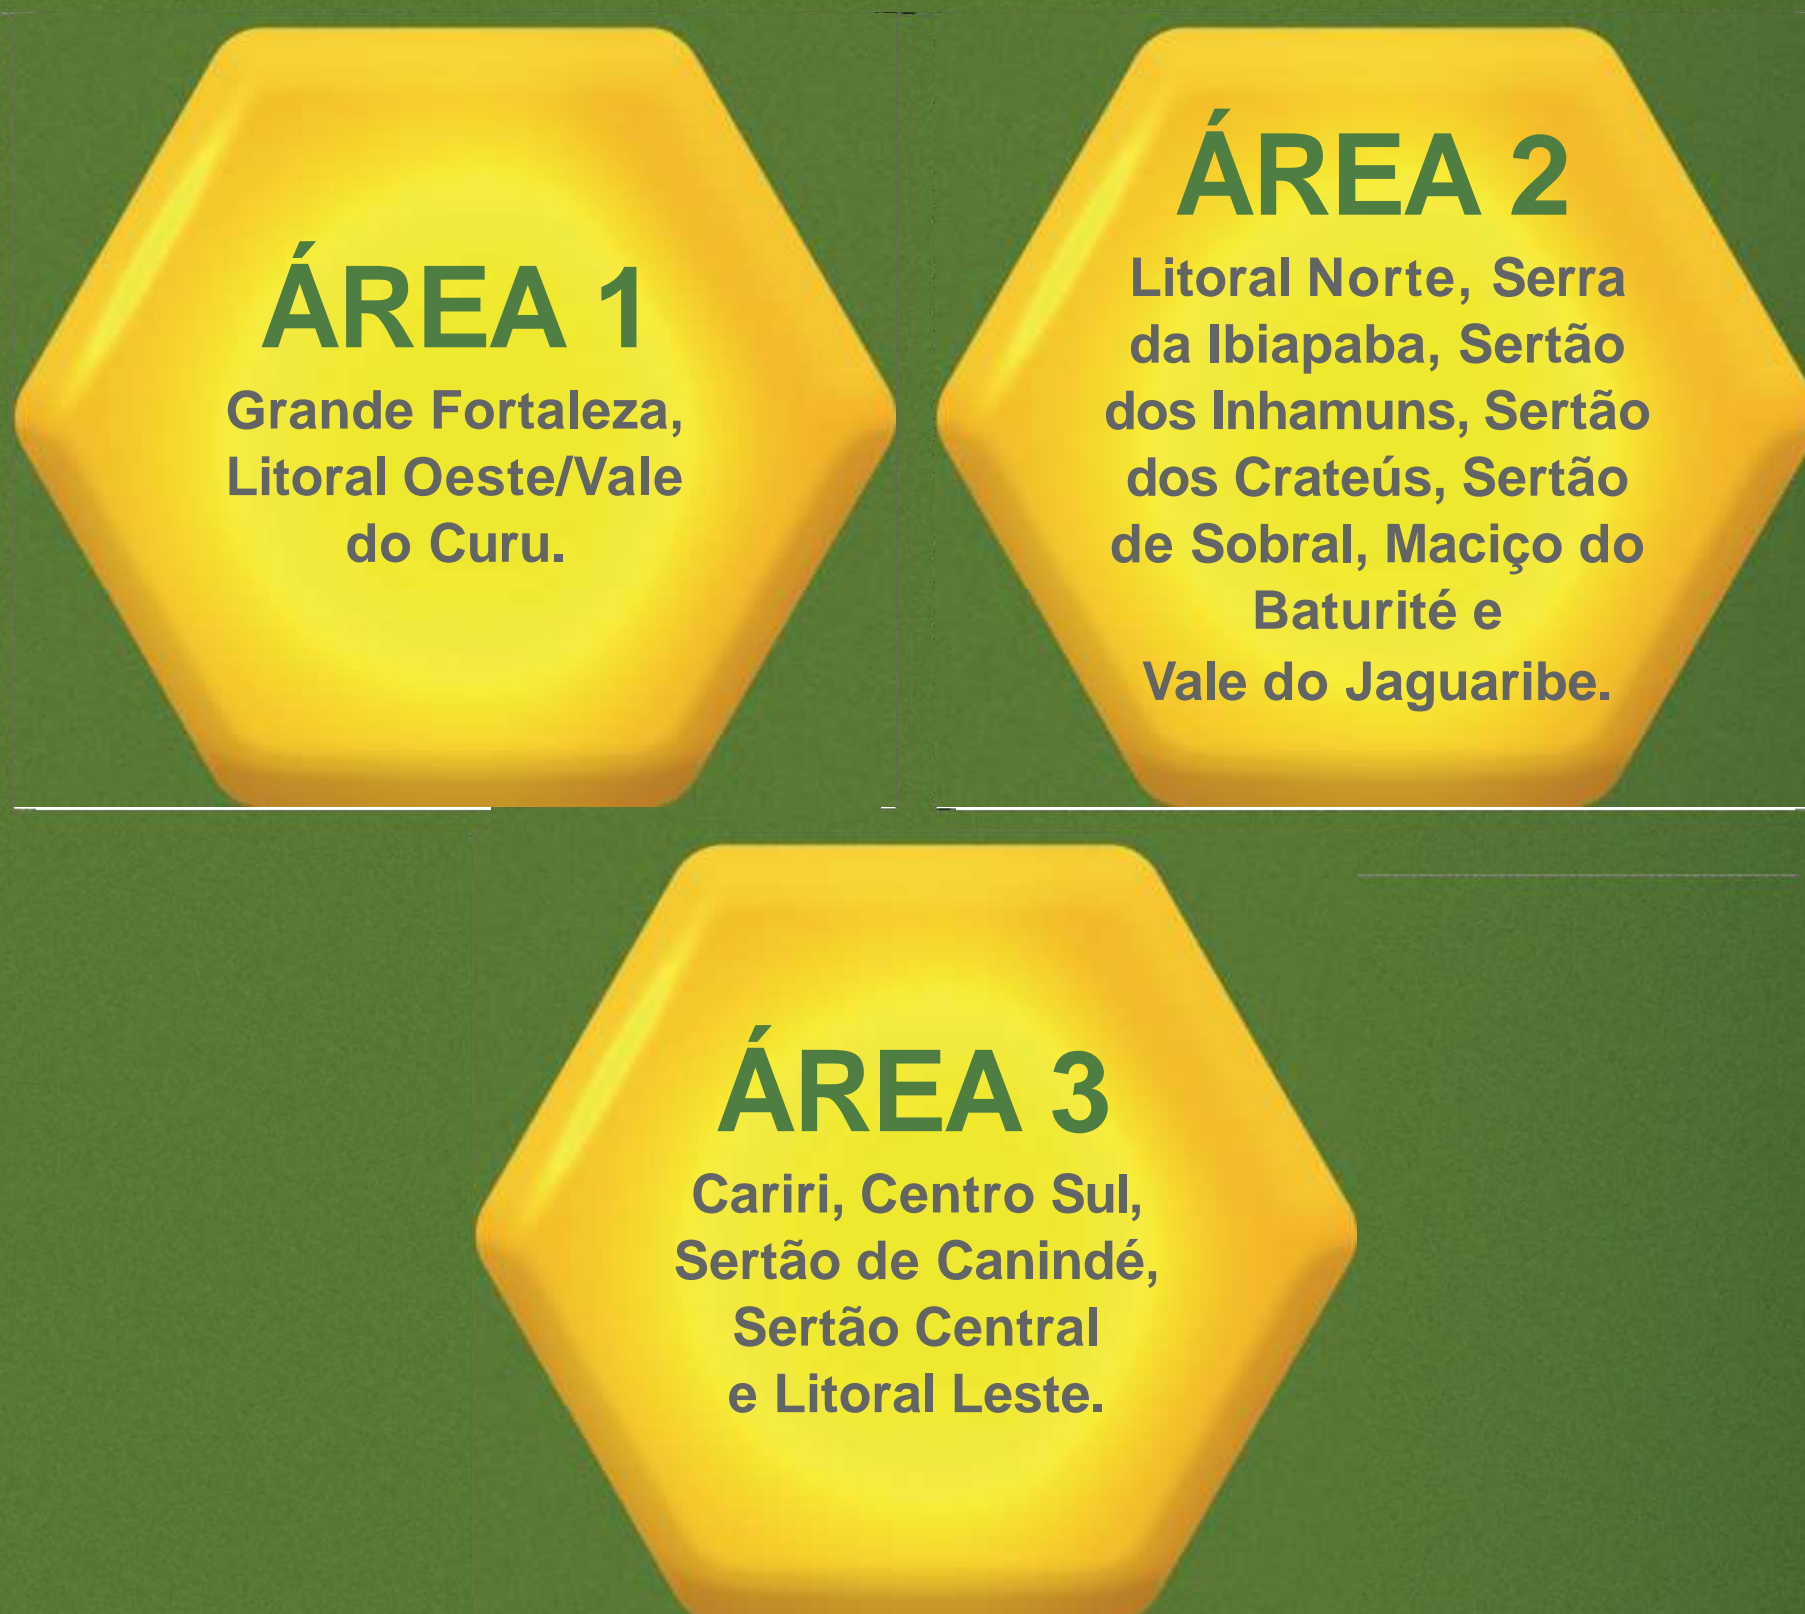 ÁREA 1
Grande Fortaleza,
Litoral Oeste/Vale
do Curu.
ÁREA 2
Litoral Norte, Serra
da Ibiapaba, Sertão
dos Inhamuns, Sertão
dos Crateús, Sertão
de Sobral, Maciço do
Baturité e
Vale do Jaguaribe.
ÁREA 3
Cariri, Centro Sul,
Sertão de Canindé,
Sertão Central
e Litoral Leste.